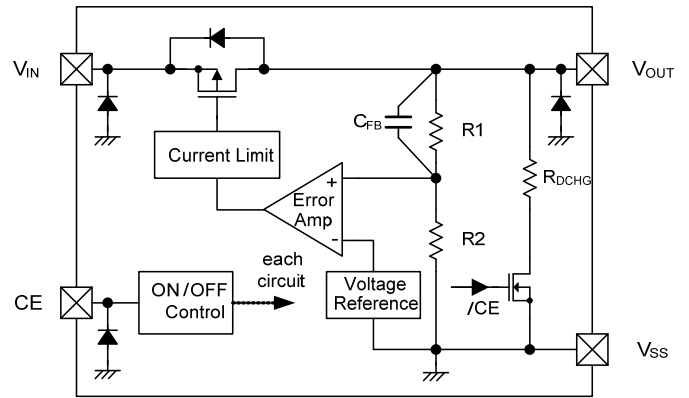 VIN
VOUT
CFB
R1
Current Limit
RDCHG
+
Error
Amp
-
R2
each
circuit
CE
ON/OFF
Control
Voltage
Reference
/CE
VSS